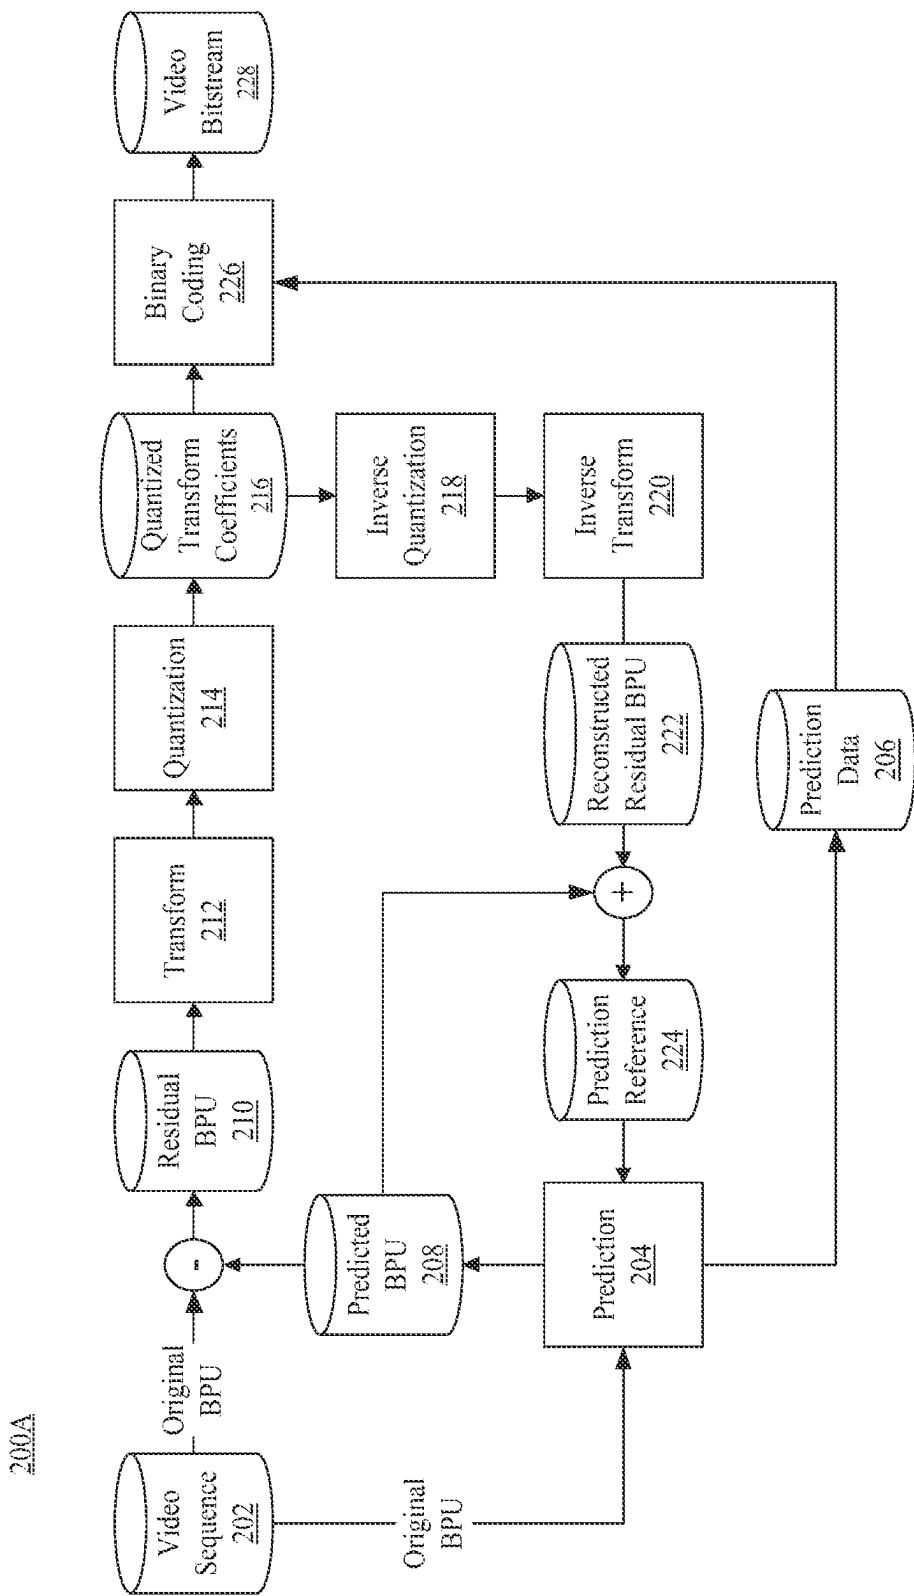 200A
Video
Sequence
202
Original
BPU
-
Residual
BPU
210
Transform
212
Quantization
214
Quantized
Transform
Coefficients
216
Binary
Coding
226
Video
Bitstream
228
Original
BPU
Predicted
BPU
208
Inverse
Quantization
218
Prediction
204
Prediction
Reference
224
+
Reconstructed
Residual BPU
222
Inverse
Transform
220
Prediction
Data
206